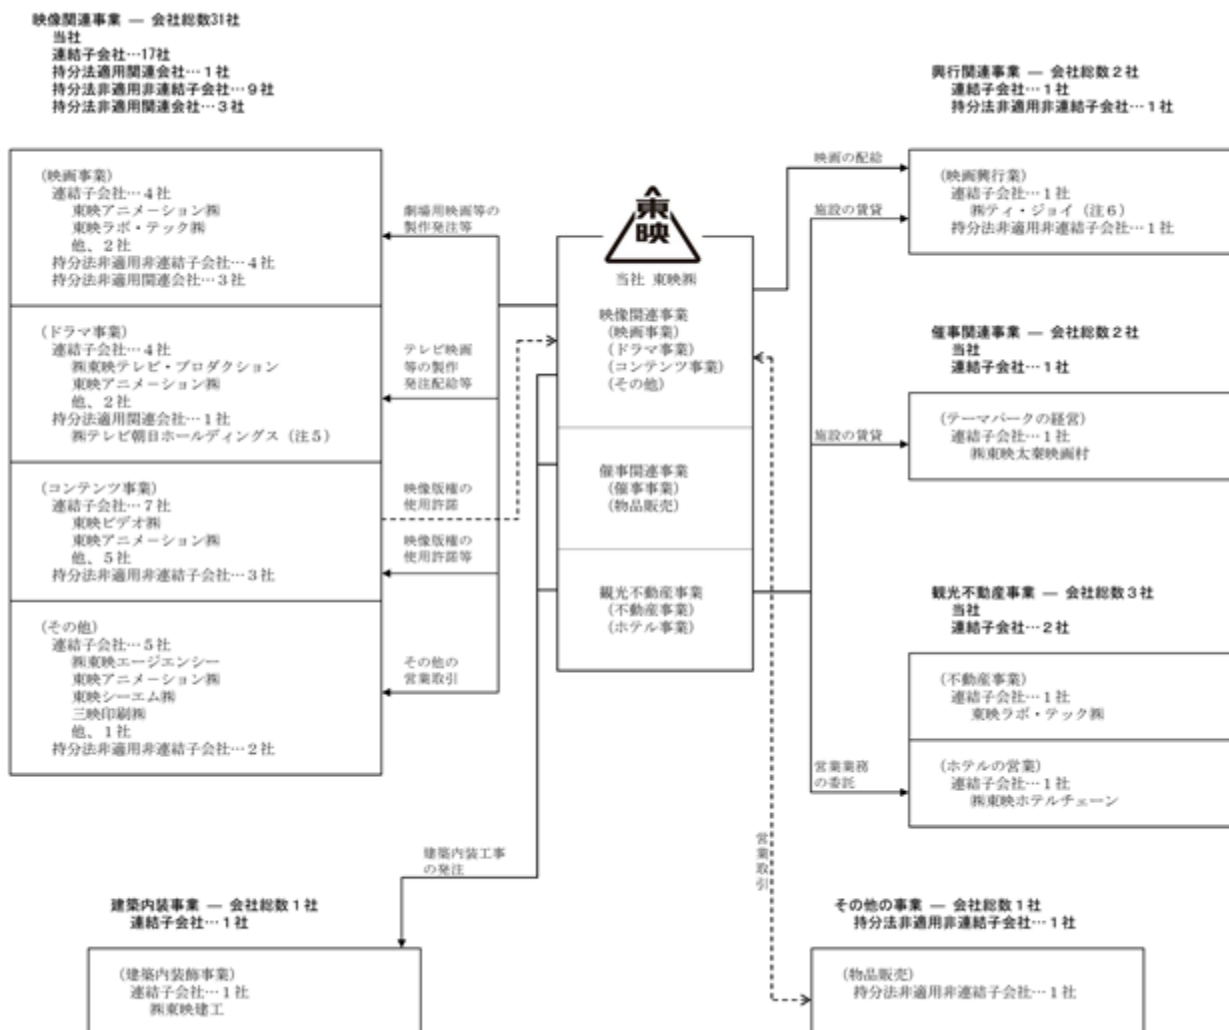 映像関連事業 ― 会社総数31社
当社
連結子会社…17社
持分法適用関連会社…１社
持分法非適用非連結子会社…９社
持分法非適用関連会社…３社
(映画事業)
連結子会社…４社
東映アニメーション㈱
東映ラボ・テック㈱
他、２社
持分法非適用非連結子会社…４社
持分法非適用関連会社…３社
(ドラマ事業)
連結子会社…４社
㈱東映テレビ・プロダクション
東映アニメーション㈱
他、２社
持分法適用関連会社…１社
㈱テレビ朝日ホールディングス（注５）
(コンテンツ事業)
連結子会社…７社
東映ビデオ㈱
東映アニメーション㈱
他、５社
持分法非適用非連結子会社…３社
(その他)
連結子会社…５社
㈱東映エージエンシー
東映アニメーション㈱
東映シーエム㈱
三映印刷㈱
他、１社
持分法非適用非連結子会社…２社
劇場用映画等の
製作発注等
テレビ映画
等の製作
発注配給等
映像版権の
使用許諾
映像版権の
使用許諾等
その他の
営業取引
建築内装工事
の発注
東映
当社 東映㈱
映像関連事業
(映画事業)
(ドラマ事業)
(コンテンツ事業)
(その他)
催事関連事業
(催事事業)
(物品販売)
観光不動産事業
(不動産事業)
(ホテル事業)
映画の配給
施設の賃貸
施設の賃貸
営業業務
の委託
営業取引
興行関連事業 ― 会社総数２社
連結子会社…１社
持分法非適用非連結子会社…１社
(映画興行業)
連結子会社…１社
㈱ティ・ジョイ（注６）
持分法非適用非連結子会社…１社
催事関連事業 ― 会社総数２社
当社
連結子会社…１社
(テーマパークの経営)
連結子会社…１社
㈱東映太秦映画村
観光不動産事業 ― 会社総数３社
当社
連結子会社…２社
(不動産事業)
連結子会社…１社
東映ラボ・テック㈱
(ホテルの営業)
連結子会社…１社
㈱東映ホテルチェーン
建築内装事業 ― 会社総数１社
連結子会社…１社
(建築内装飾事業)
連結子会社…１社
㈱東映建工
その他の事業 ― 会社総数１社
持分法非適用非連結子会社…１社
(物品販売)
持分法非適用非連結子会社…１社